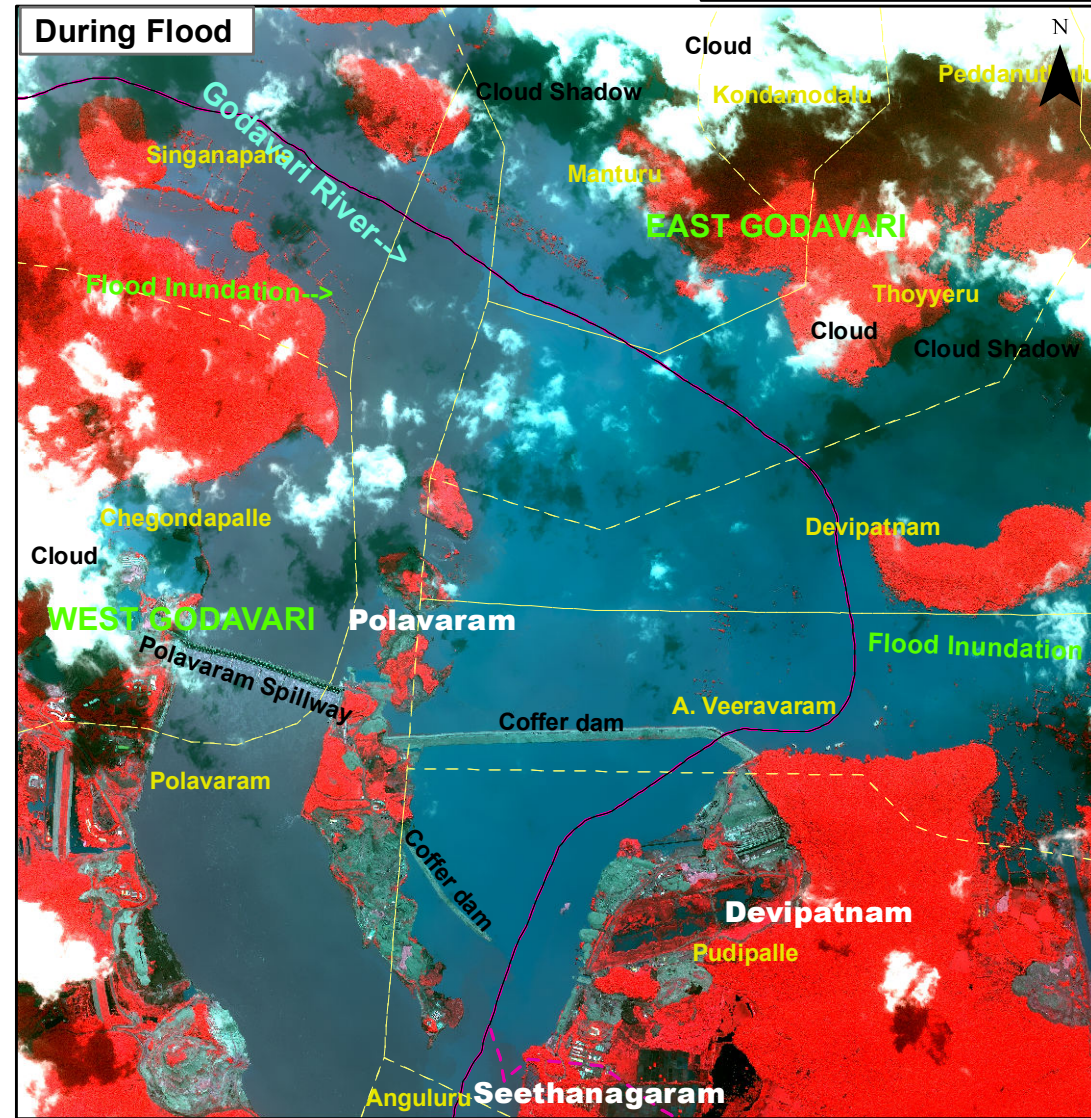 During Flood
N
Cloud
Cloud Shadow
Kondamodalu
Godavari River-->
Singanapalli
Manturu
EAST GODAVARI
Flood Inundation-->
Thoyyeru
Cloud
Cloud Shadow
Chegondapalle
Devipatnam
Cloud
WEST GODAVARI
Polavaram
Flood Inundation
Polavaram Spillway
A. Veeravaram
Coffer dam
Polavaram
Coffer dam
Devipatnam
Pudipalle
Anguluru
Seethanagaram